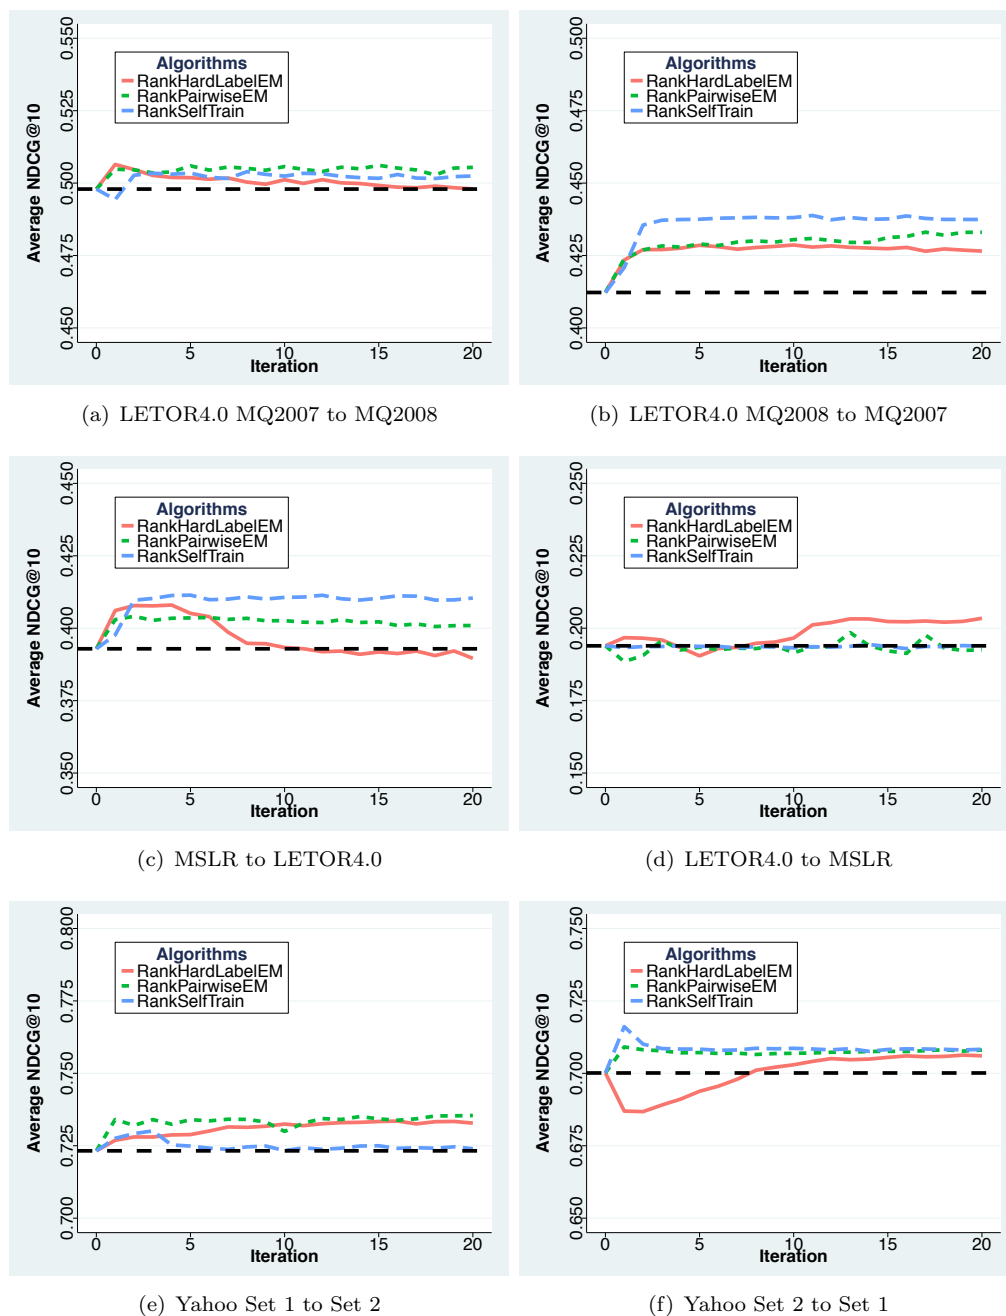 0.550
0.525
0.500
0.475
0.450
Average NDCG@10
Algorithms
RankHardLabelEM
RankPairwiseEM
RankSelfTrain
0 5 10 15 20
Iteration
(a) LETOR4.0 MQ2007 to MQ2008
0.500
0.475
0.450
0.425
0.400
Average NDCG@10
Algorithms
RankHardLabelEM
RankPairwiseEM
RankSelfTrain
0 5 10 15 20
Iteration
(b) LETOR4.0 MQ2008 to MQ2007
0.450
0.425
0.400
0.375
0.350
Average NDCG@10
Algorithms
RankHardLabelEM
RankPairwiseEM
RankSelfTrain
0 5 10 15 20
Iteration
(c) MSLR to LETOR4.0
0.250
0.225
0.200
0.175
0.150
Average NDCG@10
Algorithms
RankHardLabelEM
RankPairwiseEM
RankSelfTrain
0 5 10 15 20
Iteration
(d) LETOR4.0 to MSLR
0.800
0.775
0.750
0.725
0.700
Average NDCG@10
Algorithms
RankHardLabelEM
RankPairwiseEM
RankSelfTrain
0 5 10 15 20
Iteration
(e) Yahoo Set 1 to Set 2
0.750
0.725
0.700
0.675
0.650
Average NDCG@10
Algorithms
RankHardLabelEM
RankPairwiseEM
RankSelfTrain
0 5 10 15 20
Iteration
(f) Yahoo Set 2 to Set 1